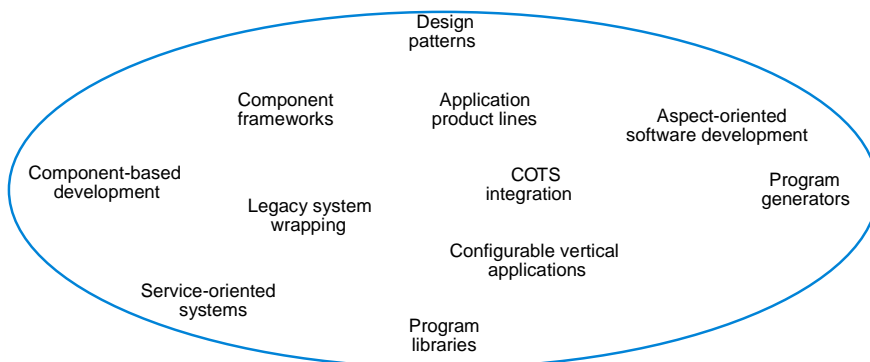 Design
patterns
Component
frameworks
Application
product lines
Aspect-oriented
software development
Component-based
development
COTS
integration
Program
generators
Legacy system
wrapping
Configurable vertical
applications
Service-oriented
systems
Program
libraries